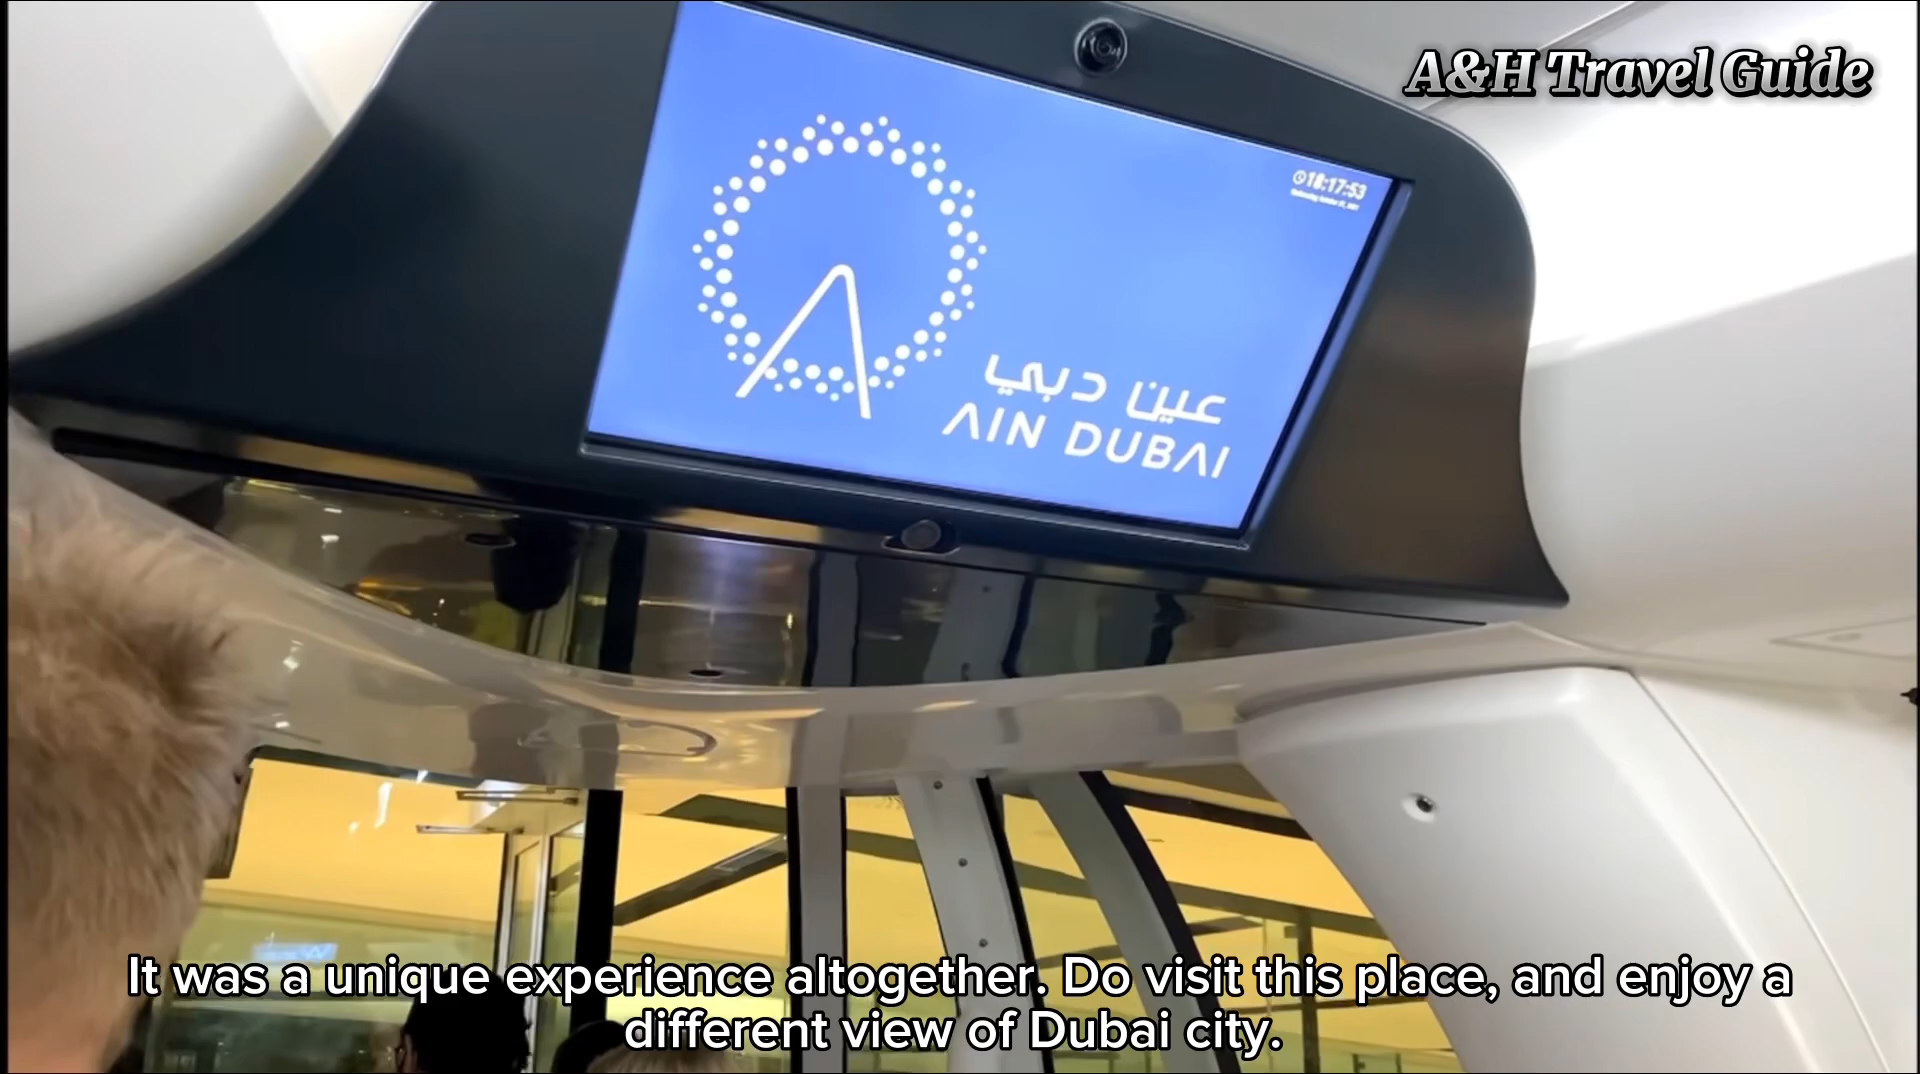 A&H Travel Guide
18:17:53
عين دبي
AIN DUBAI
It was a unique experience altogether. Do visit this place, and enjoy a
different view of Dubai city.